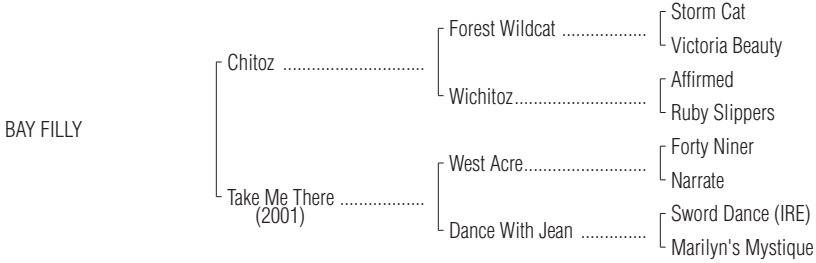 Storm Cat
Forest Wildcat ..................
Victoria Beauty
Chitoz ..............................
Affirmed
Wichitoz............................
Ruby Slippers
BAY FILLY
Forty Niner
West Acre..........................
Narrate
Take Me There ..................
(2001)
Sword Dance (IRE)
Dance With Jean ..............
Marilyn's Mystique